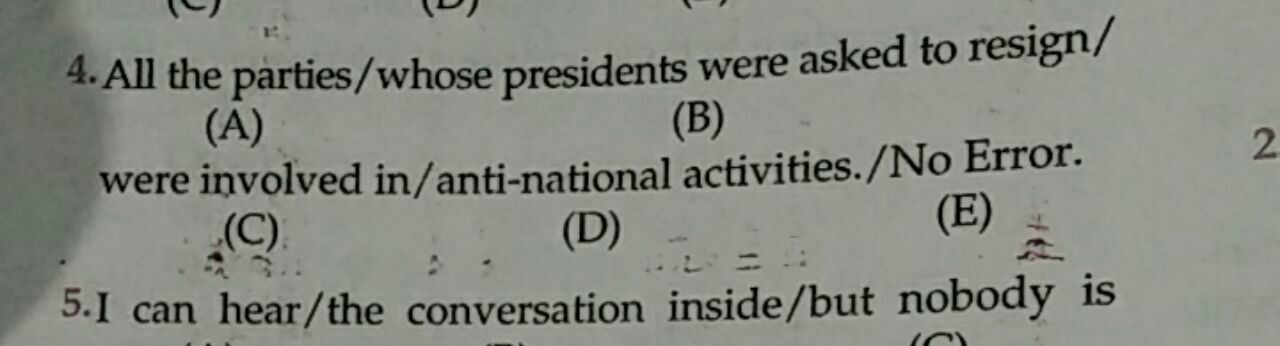 4. All the parties/whose presidents were asked to resign/
(A) (B)
were involved in/anti-national activities./No Error.
(C) (D) (E)
2
5. I can hear/the conversation inside/but nobody is